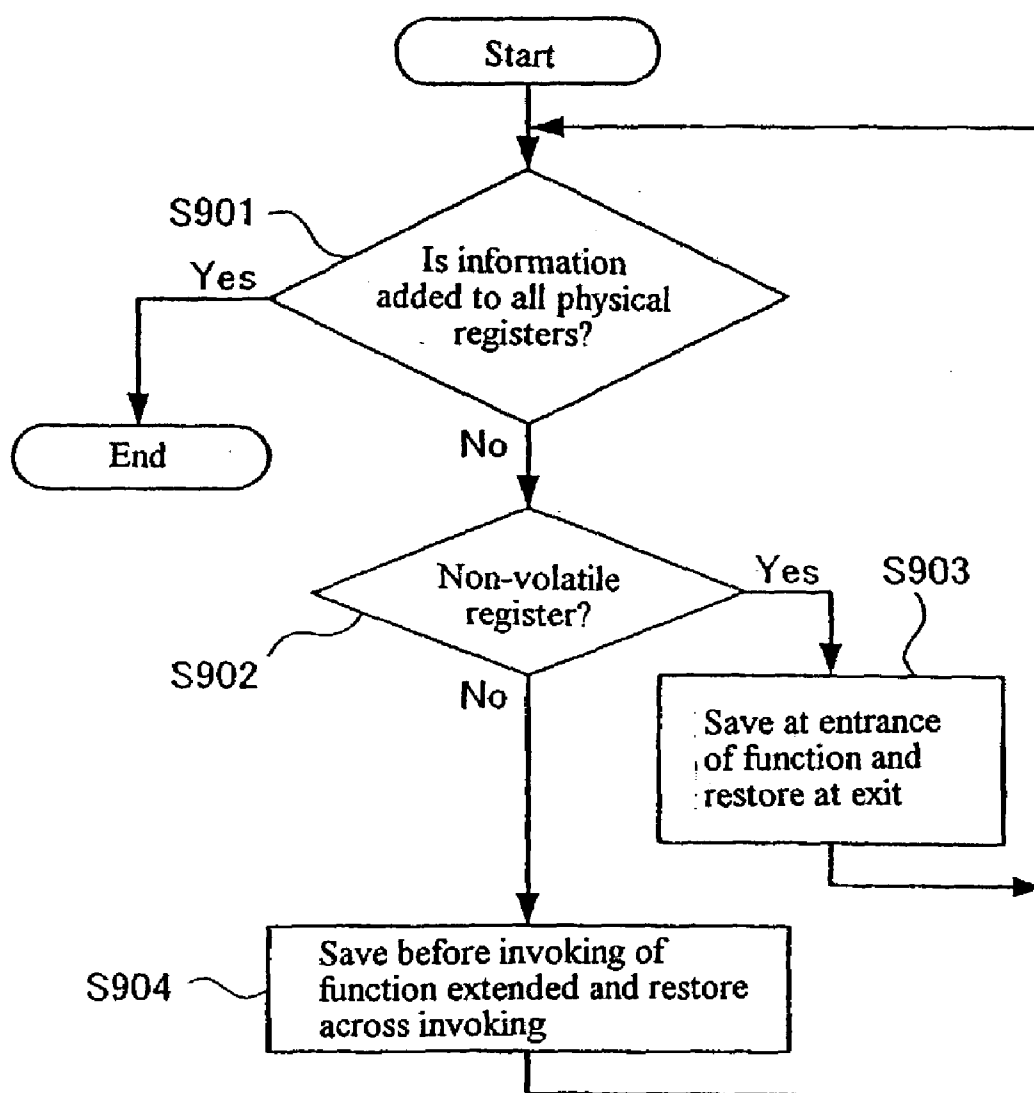 Start
S901
Is information
added to all physical
registers?
Yes
End
No
Non-volatile
register?
Yes
S903
S902
No
Save at entrance
of function and
restore at exit
Save before invoking of
function extended and restore
across invoking
S904